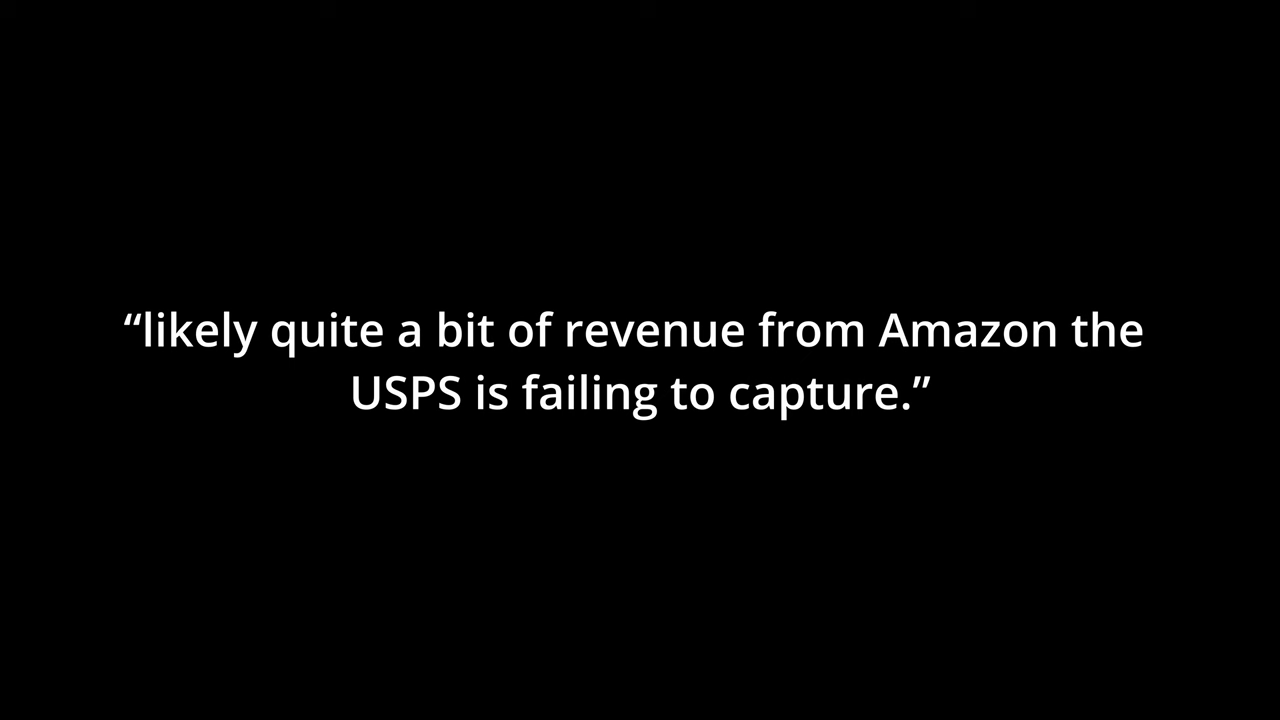 “likely quite a bit of revenue from Amazon the
USPS is failing to capture.”